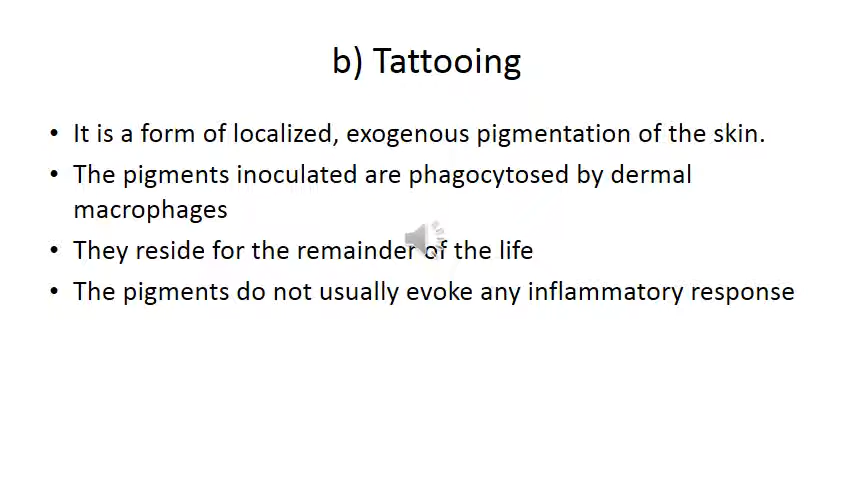 b) Tattooing
• It is a form of localized, exogenous pigmentation of the skin.
• The pigments inoculated are phagocytosed by dermal
macrophages
• They reside for the remainder of the life
• The pigments do not usually evoke any inflammatory response